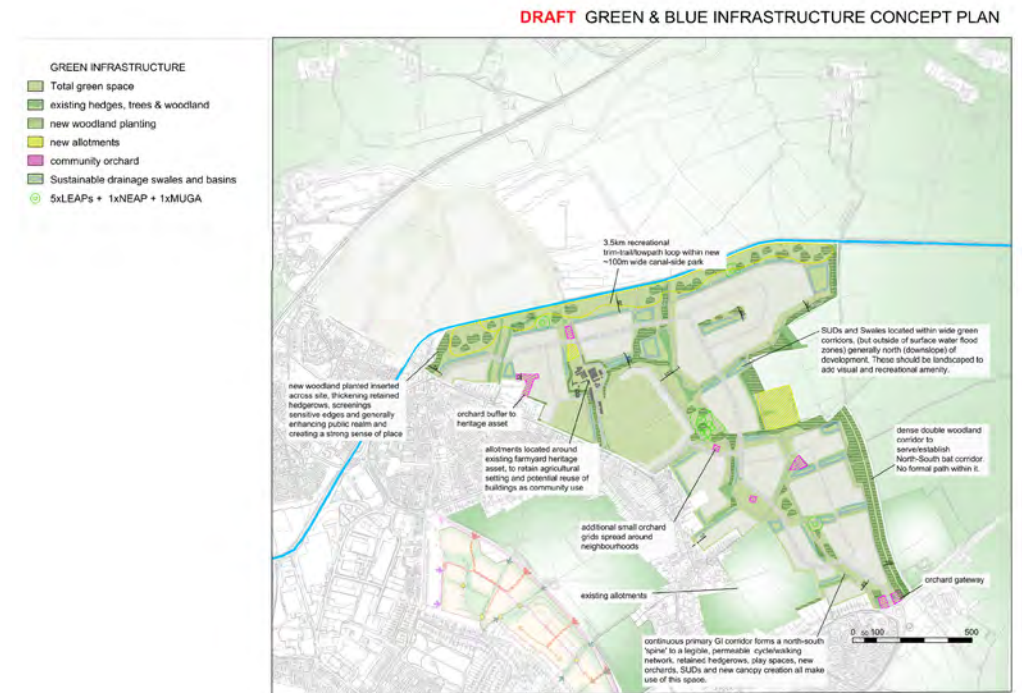 DRAFT GREEN & BLUE INFRASTRUCTURE CONCEPT PLAN
GREEN INFRASTRUCTURE
Total green space
existing hedges, trees & woodland
new woodland planting
new allotments
community orchard
Sustainable drainage swales and basins
5xLEAPs + 1xNEAP + 1xMUGA
3.5km recreational
trim-trail/towpath loop within new
~100m wide canal-side park
SUDs and Swales located within wide green
corridors, (but outside of surface water flood
zones) generally north (downslope) of
development. These should be landscaped to
add visual and recreational amenity.
new woodland planted inserted
across site, thickening retained
hedgerows, screenings
sensitive edges and generally
enhancing public realm and
creating a strong sense of place
orchard buffer to
heritage asset
allotments located around
existing farmyard heritage
asset, to retain agricultural
setting and potential reuse of
buildings as community use
dense double woodland
corridor to
serve/establish
North-South bat corridor.
No formal path within it.
additional small orchard
grids spread around
neighbourhoods
existing allotments
orchard gateway
0 50 100 500
continuous primary GI corridor forms a north-south
'spine' to a legible, permeable cycle/walking
network, retained hedgerows, play spaces, new
orchards, SUDs and new canopy creation all make
use of this space.